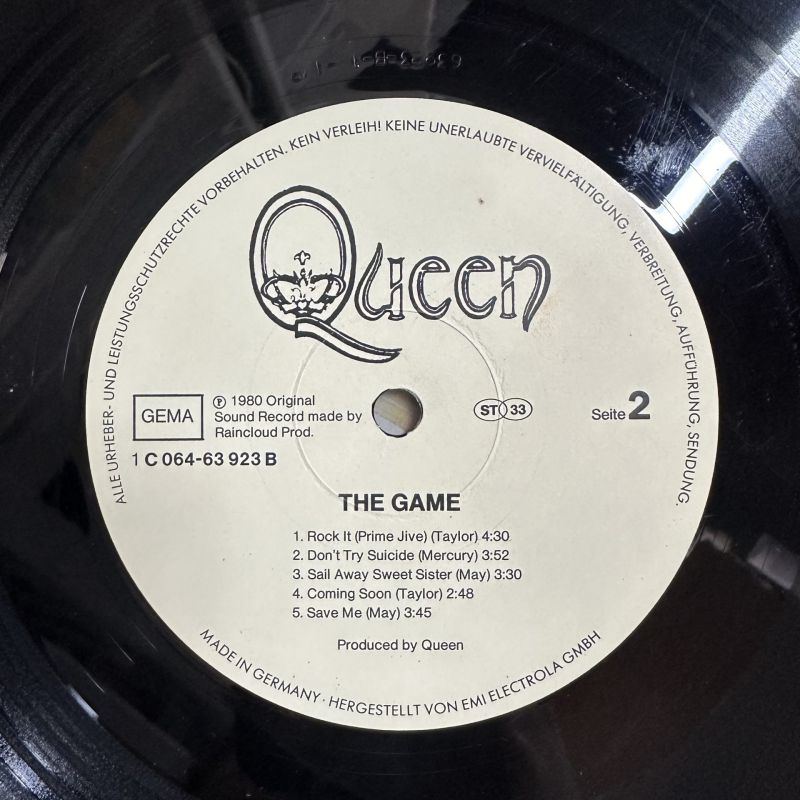 ALLE URHEBER- UND LEISTUNGSSCHUTZRECHTE VORBEHALTEN. KEIN VERLEIH! KEINE UNERLAUBTE VERVIELFÄLTIGUNG, VERBREITUNG, AUFFÜHRUNG, SENDUNG.
Queen
GEMA
℗ 1980 Original
Sound Record made by
Raincloud Prod.
ST 33
Seite 2
1 C 064-63 923 B
THE GAME
1. Rock It (Prime Jive) (Taylor) 4:30
2. Don't Try Suicide (Mercury) 3:52
3. Sail Away Sweet Sister (May) 3:30
4. Coming Soon (Taylor) 2:48
5. Save Me (May) 3:45
Produced by Queen
MADE IN GERMANY · HERGESTELLT VON EMI ELECTROLA GMBH